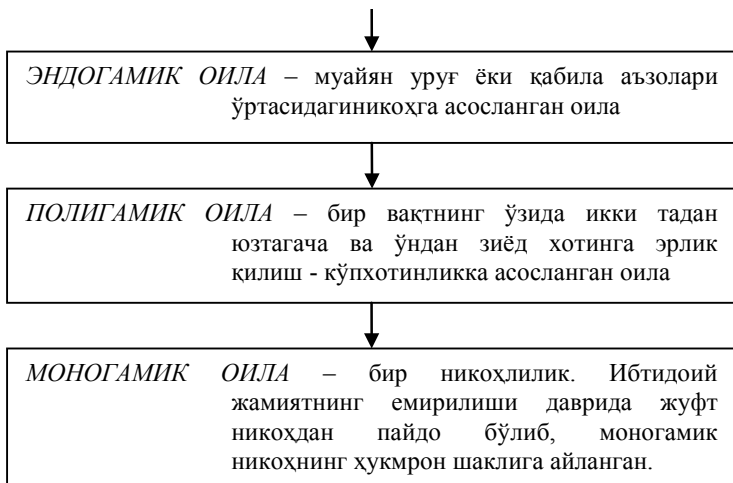 ЭНДОГАМИК ОИЛА – муайян уруғ ёки қабила аъзолари
ўртасидагиникоҳга асосланган оила
ПОЛИГАМИК ОИЛА – бир вақтнинг ўзида икки тадан
юзтагача ва ўндан зиёд хотинга эрлик
қилиш - кўпхотинликка асосланган оила
МОНОГАМИК ОИЛА – бир никоҳлилик. Ибтидоий
жамиятнинг емирилиши даврида жуфт
никоҳдан пайдо бўлиб, моногамик
никоҳнинг ҳукмрон шаклига айланган.